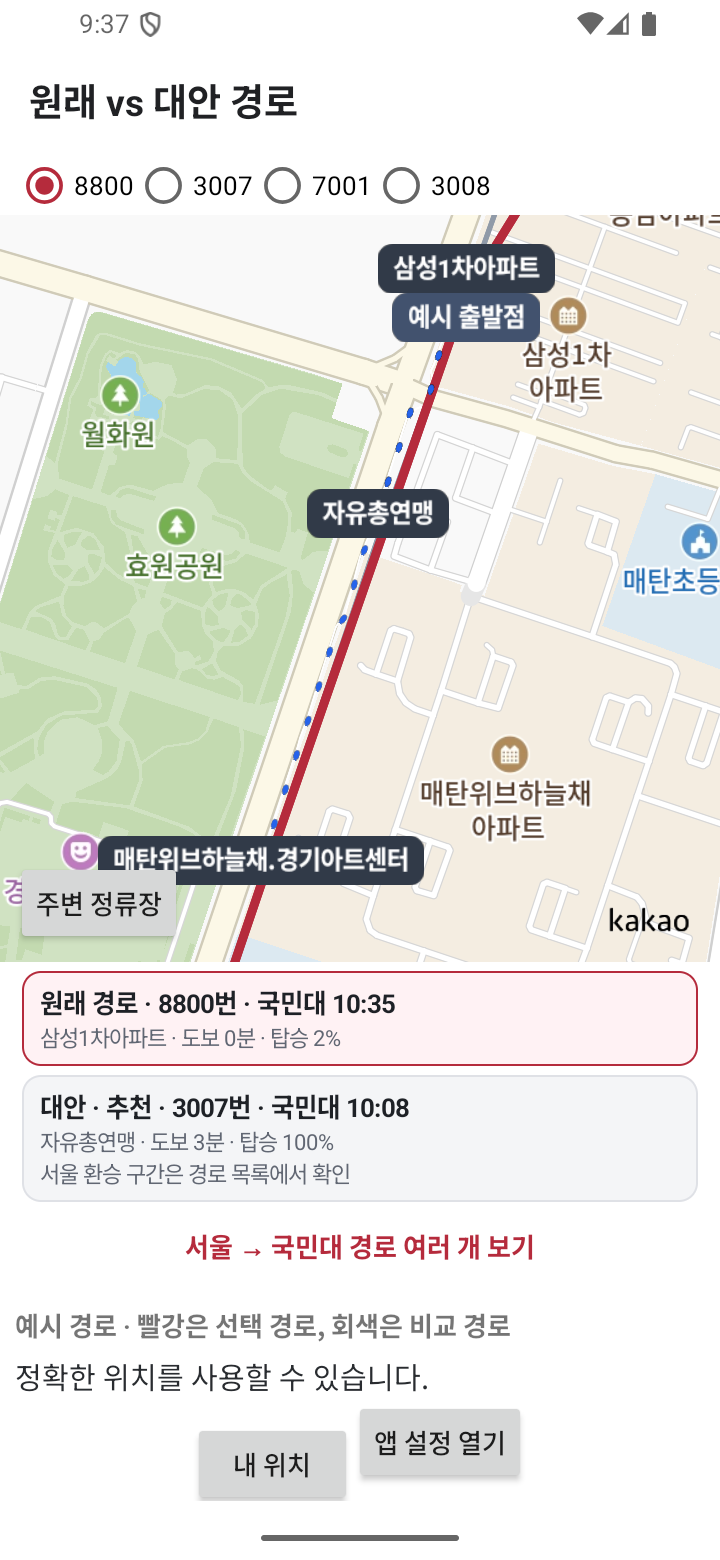 9:37
원래 vs 대안 경로
8800 3007 7001 3008
삼성1차아파트
예시 출발점
삼성1차
아파트
월화원
자유총연맹
효원공원
매탄초등
매탄위브하늘채
아파트
매탄위브하늘채.경기아트센터
경
주변 정류장
kakao
원래 경로 · 8800번 · 국민대 10:35
삼성1차아파트 · 도보 0분 · 탑승 2%
대안 · 추천 · 3007번 · 국민대 10:08
자유총연맹 · 도보 3분 · 탑승 100%
서울 환승 구간은 경로 목록에서 확인
서울 → 국민대 경로 여러 개 보기
예시 경로 · 빨강은 선택 경로, 회색은 비교 경로
정확한 위치를 사용할 수 있습니다.
앱 설정 열기
내 위치